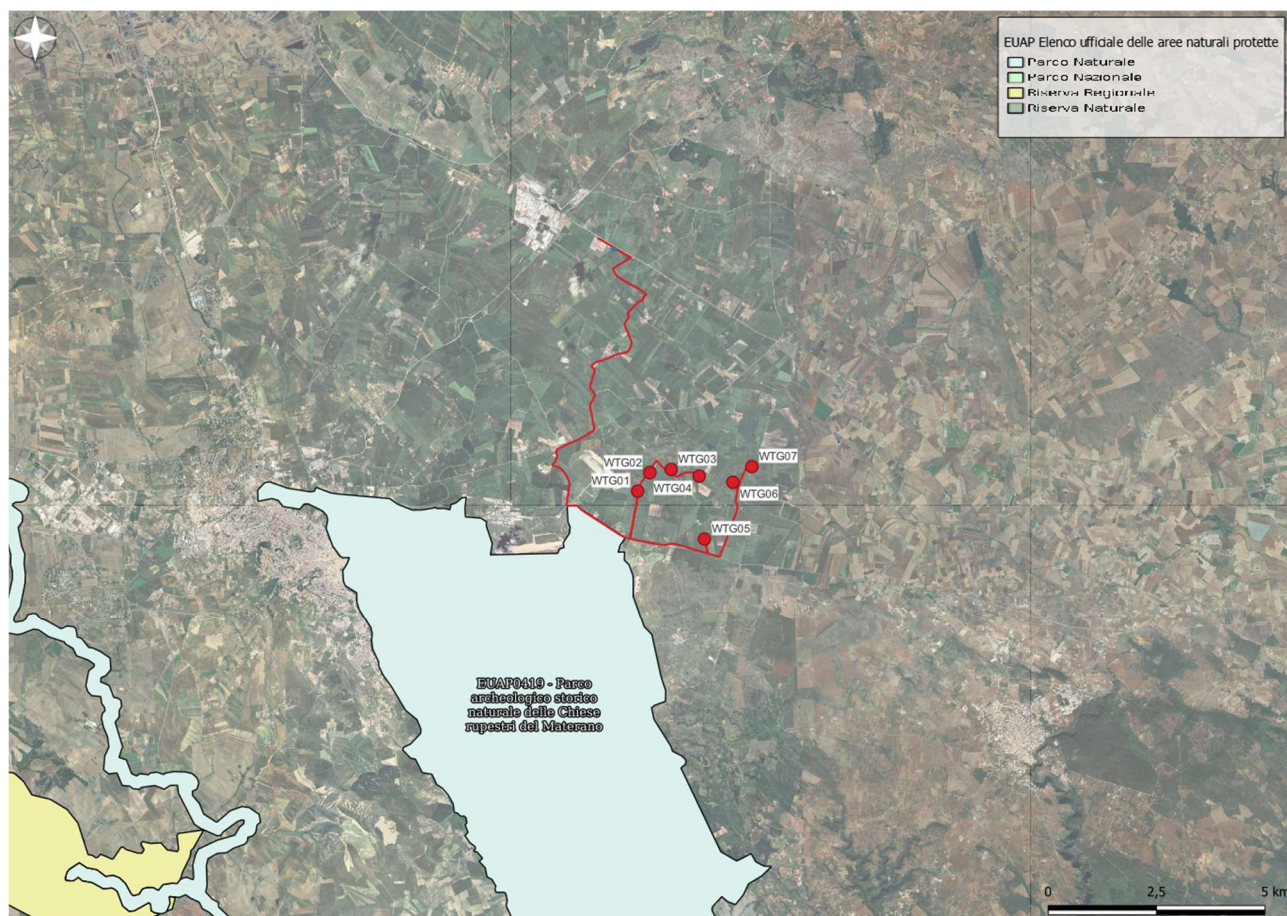 EUAP Elenco ufficiale delle aree naturali protette
Parco Naturale
Parco Nazionale
Riserva Regionale
Riserva Naturale
WTG02
WTG03
WTG07
WTG01
WTG04
WTG06
WTG05
EUAP0419 - Parco
archeologico storico
naturale delle Chiese
rupestri del Materano
0
2,5
5 km